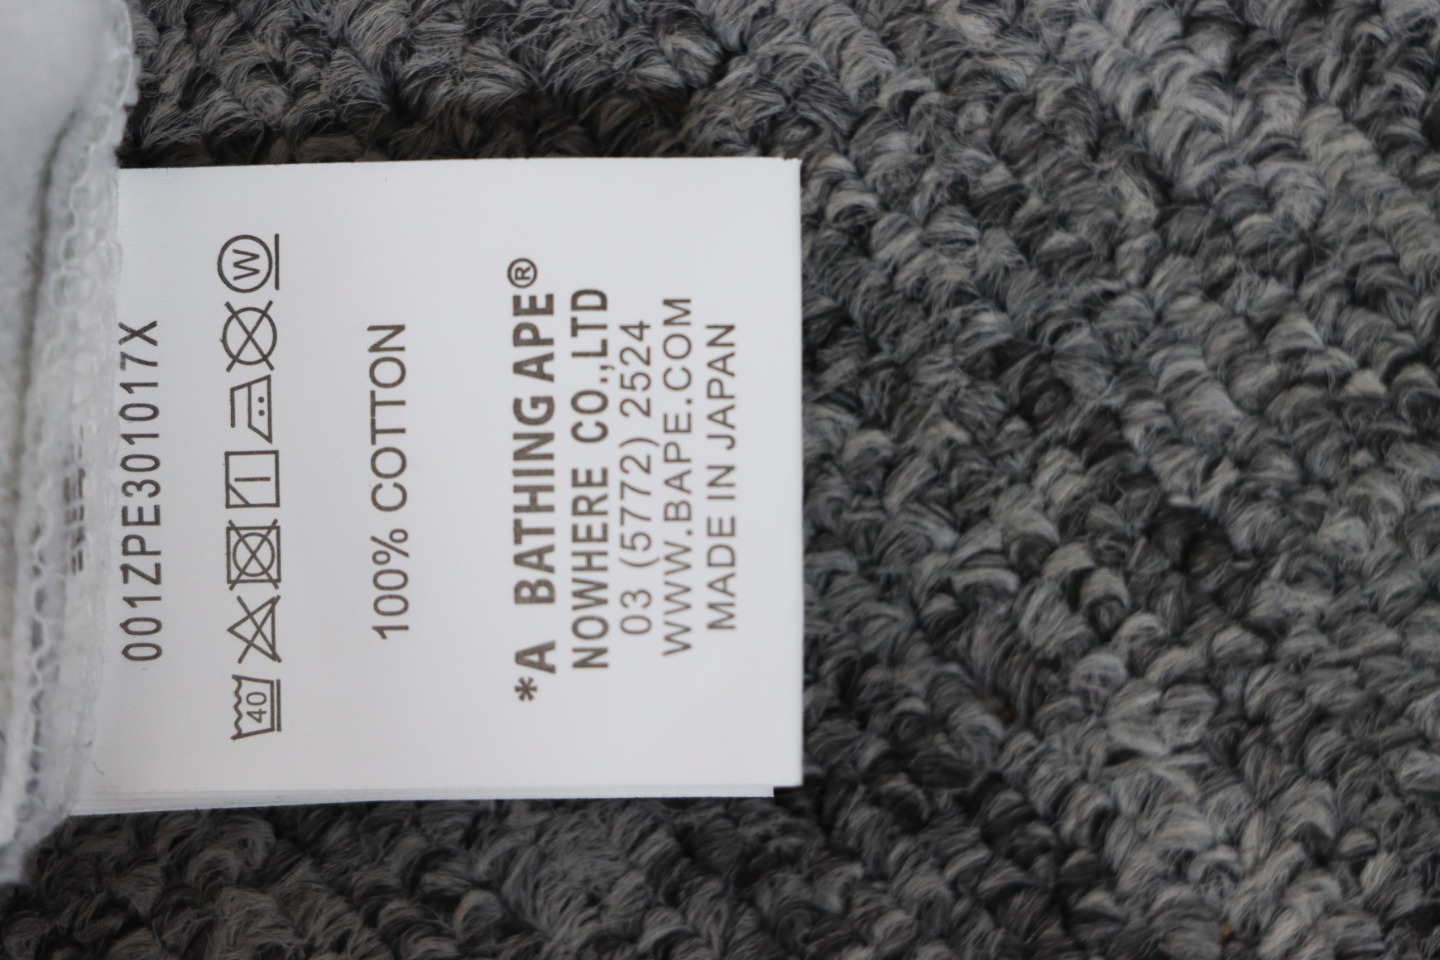 001ZPE301017X
40 W
100% COTTON
*A BATHING APE®
NOWHERE CO.,LTD
03 (5772) 2524
WWW.BAPE.COM
MADE IN JAPAN